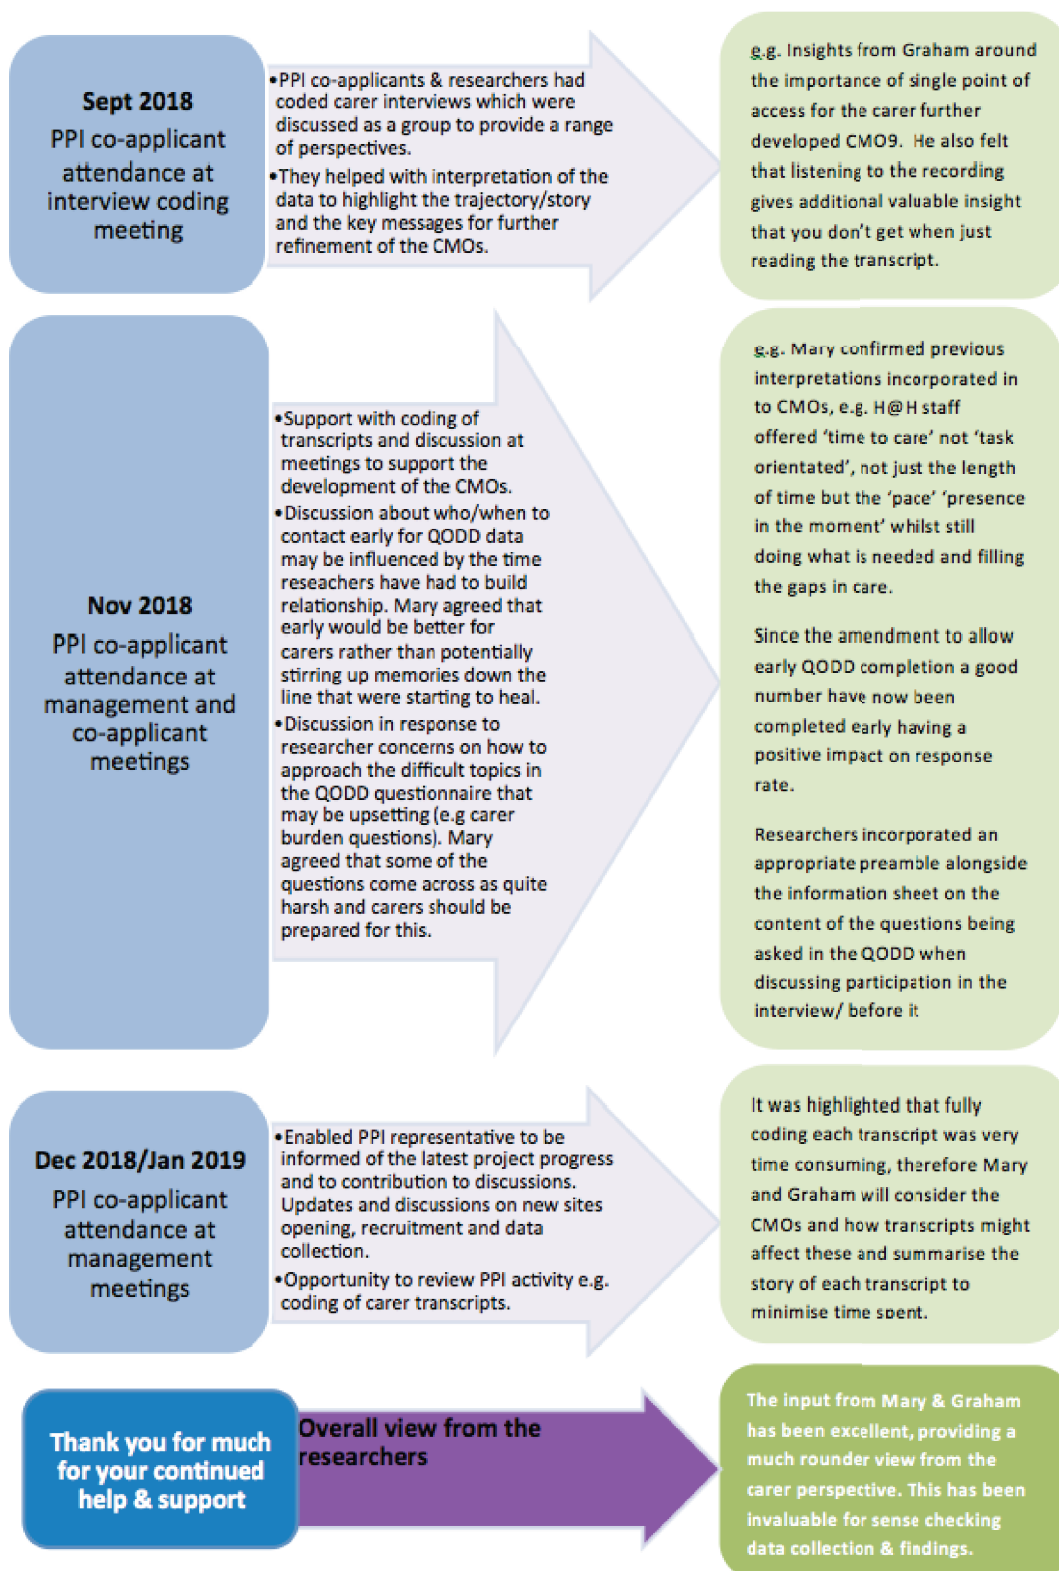 Sept 2018
PPI co-applicant
attendance at
interview coding
meeting
•PPI co-applicants & researchers had
coded carer interviews which were
discussed as a group to provide a range
of perspectives.
•They helped with interpretation of the
data to highlight the trajectory/story
and the key messages for further
refinement of the CMOs.
e.g. Insights from Graham around
the importance of single point of
access for the carer further
developed CMO9. He also felt
that listening to the recording
gives additional valuable insight
that you don't get when just
reading the transcript.
Nov 2018
PPI co-applicant
attendance at
management and
co-applicant
meetings
•Support with coding of
transcripts and discussion at
meetings to support the
development of the CMOs.
•Discussion about who/when to
contact early for QODD data
may be influenced by the time
reseachers have had to build
relationship. Mary agreed that
early would be better for
carers rather than potentially
stirring up memories down the
line that were starting to heal.
•Discussion in response to
researcher concerns on how to
approach the difficult topics in
the QODD questionnaire that
may be upsetting (e.g carer
burden questions). Mary
agreed that some of the
questions come across as quite
harsh and carers should be
prepared for this.
e.g. Mary confirmed previous
interpretations incorporated in
to CMOs, e.g. H@H staff
offered 'time to care' not 'task
orientated', not just the length
of time but the 'pace' 'presence
in the moment' whilst still
doing what is needed and filling
the gaps in care.
Since the amendment to allow
early QODD completion a good
number have now been
completed early having a
positive impact on response
rate.
Researchers incorporated an
appropriate preamble alongside
the information sheet on the
content of the questions being
asked in the QODD when
discussing participation in the
interview/ before it
Dec 2018/Jan 2019
PPI co-applicant
attendance at
management
meetings
•Enabled PPI representative to be
informed of the latest project progress
and to contribution to discussions.
Updates and discussions on new sites
opening, recruitment and data
collection.
•Opportunity to review PPI activity e.g.
coding of carer transcripts.
It was highlighted that fully
coding each transcript was very
time consuming, therefore Mary
and Graham will consider the
CMOs and how transcripts might
affect these and summarise the
story of each transcript to
minimise time spent.
Thank you for much
for your continued
help & support
Overall view from the
researchers
The input from Mary & Graham
has been excellent, providing a
much rounder view from the
carer perspective. This has been
invaluable for sense checking
data collection & findings.